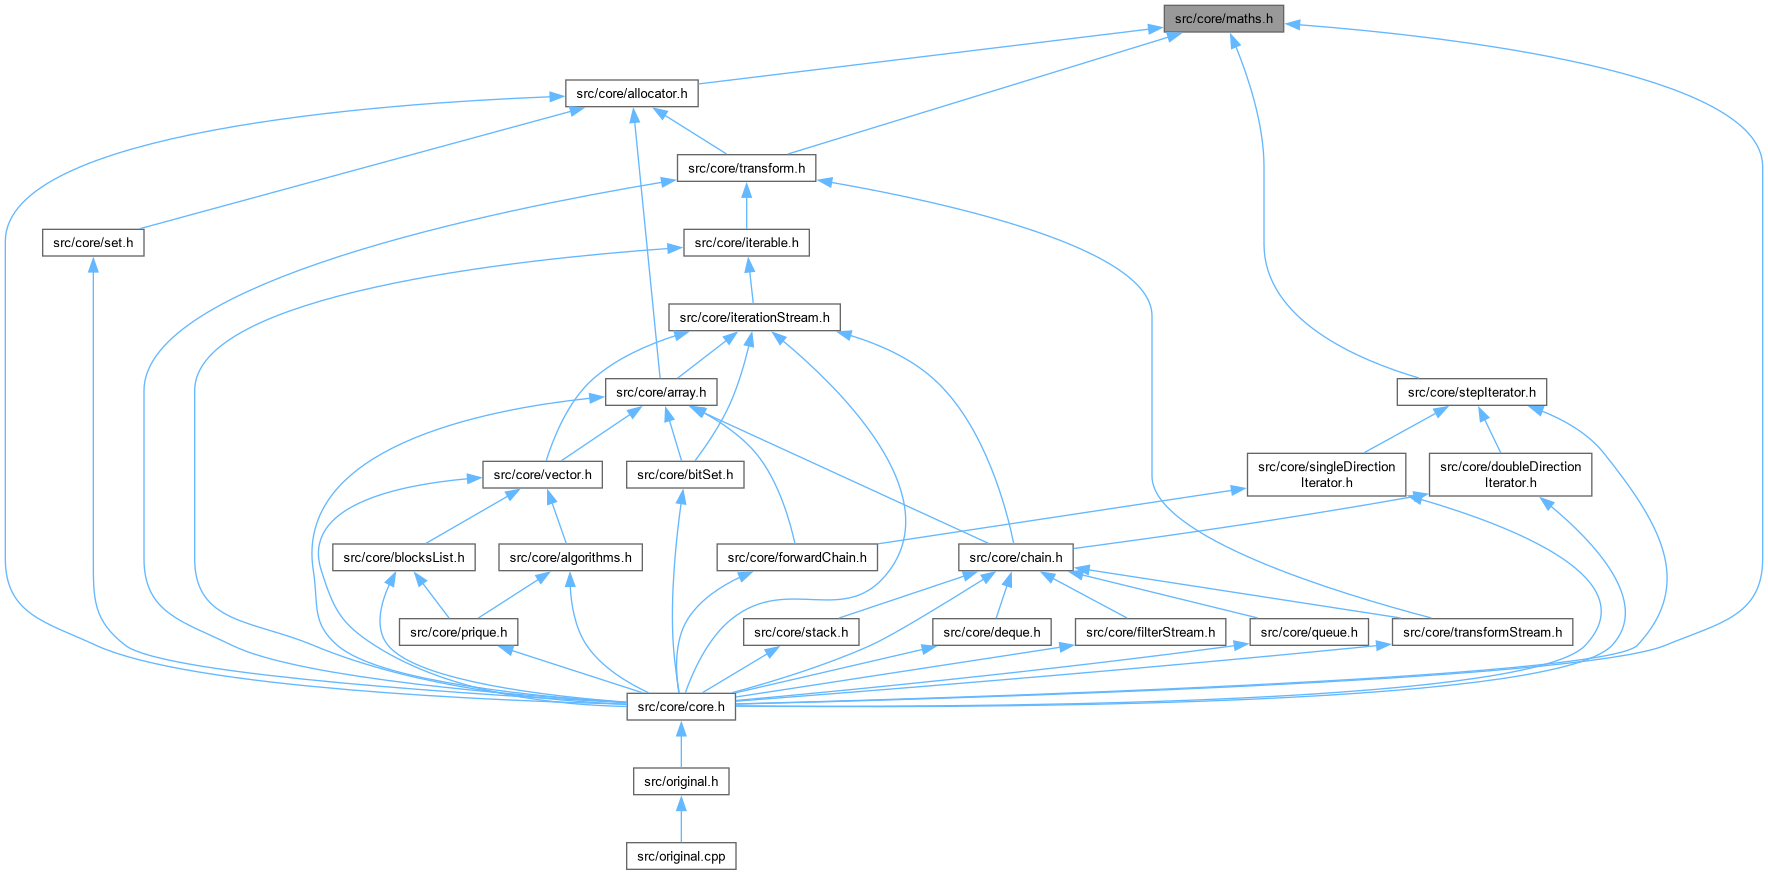 src/core/maths.h
src/core/allocator.h
src/core/transform.h
src/core/set.h
src/core/iterable.h
src/core/iterationStream.h
src/core/array.h
src/core/stepIterator.h
src/core/vector.h
src/core/bitSet.h
src/core/singleDirection
Iterator.h
src/core/doubleDirection
Iterator.h
src/core/blocksList.h
src/core/algorithms.h
src/core/forwardChain.h
src/core/chain.h
src/core/prique.h
src/core/stack.h
src/core/deque.h
src/core/filterStream.h
src/core/queue.h
src/core/transformStream.h
src/core/core.h
src/original.h
src/original.cpp